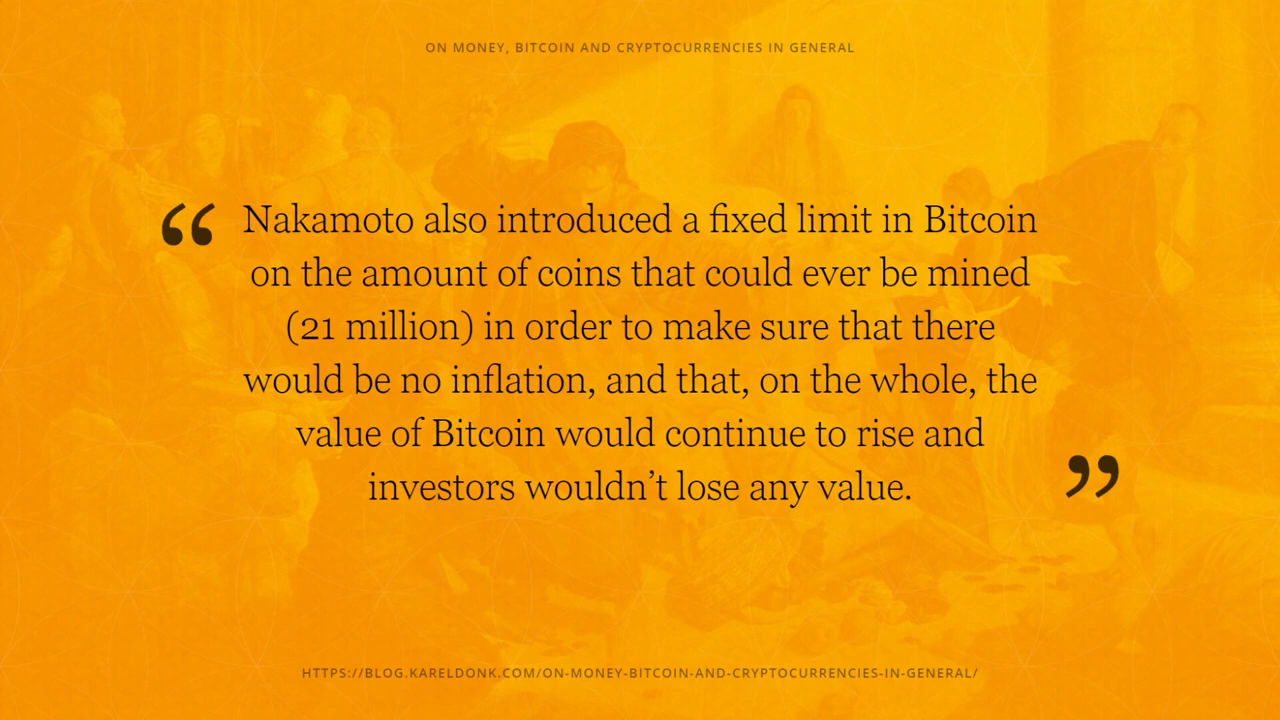 ON MONEY, BITCOIN AND CRYPTOCURRENCIES IN GENERAL
“ Nakamoto also introduced a fixed limit in Bitcoin
on the amount of coins that could ever be mined
(21 million) in order to make sure that there
would be no inflation, and that, on the whole, the
value of Bitcoin would continue to rise and
investors wouldn’t lose any value. ”
HTTPS://BLOG.KARELDONK.COM/ON-MONEY-BITCOIN-AND-CRYPTOCURRENCIES-IN-GENERAL/